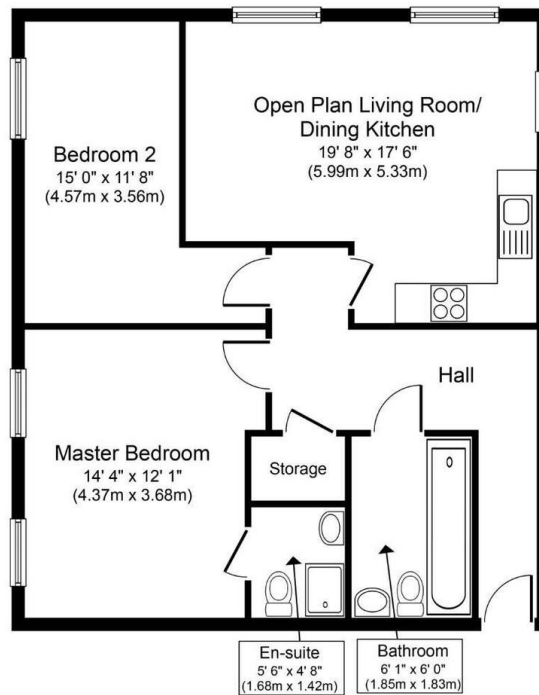 Open Plan Living Room/
Dining Kitchen
19' 8" x 17' 6"
(5.99m x 5.33m)
Bedroom 2
15' 0" x 11' 8"
(4.57m x 3.56m)
Hall
Master Bedroom
14' 4" x 12' 1"
(4.37m x 3.68m)
Storage
En-suite
5' 6" x 4' 8"
(1.68m x 1.42m)
Bathroom
6' 1" x 6' 0"
(1.85m x 1.83m)